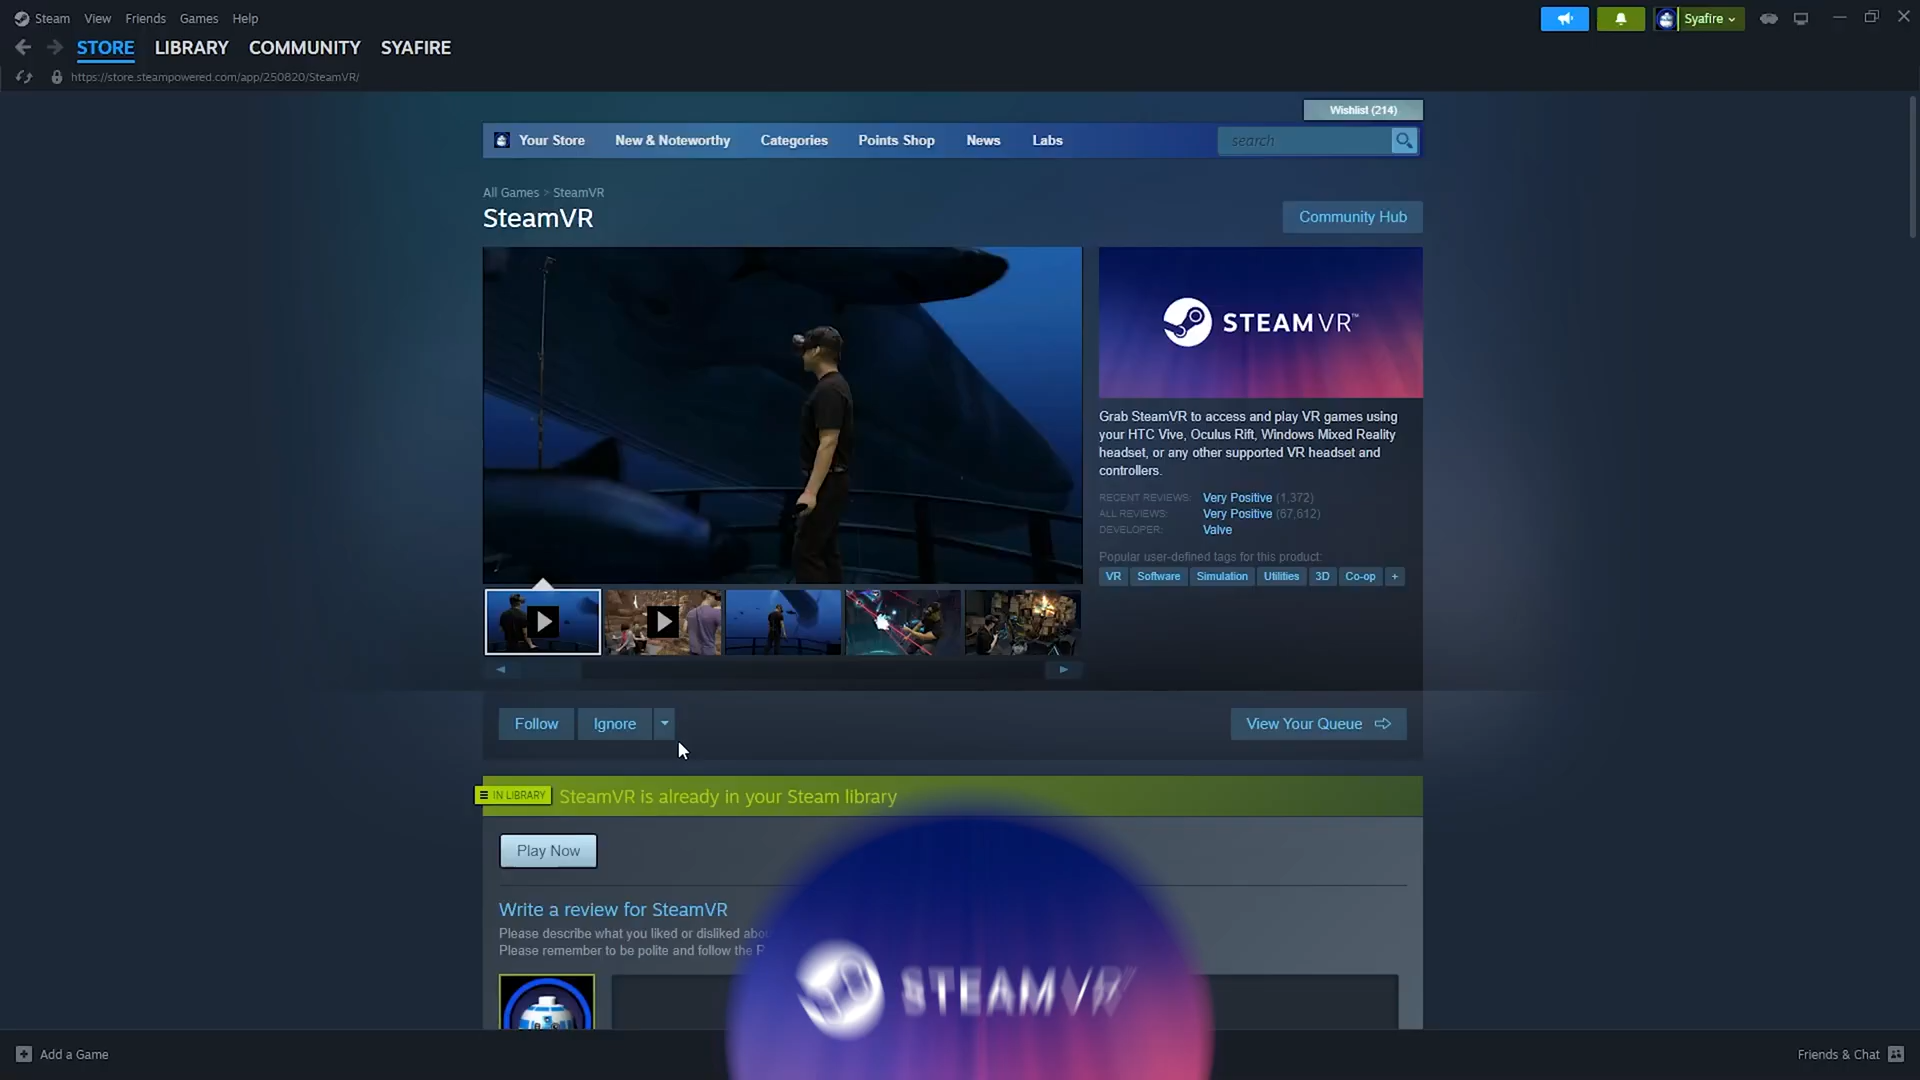 Steam View Friends Games Help
Syafire
STORE LIBRARY COMMUNITY SYAFIRE
https://store.steampowered.com/app/250820/SteamVR/
Wishlist (214)
Your Store New & Noteworthy Categories Points Shop News Labs
search
All Games > SteamVR
SteamVR
Community Hub
STEAM VR™
Grab SteamVR to access and play VR games using
your HTC Vive, Oculus Rift, Windows Mixed Reality
headset, or any other supported VR headset and
controllers.
RECENT REVIEWS: Very Positive (1,372)
ALL REVIEWS: Very Positive (67,612)
DEVELOPER: Valve
Popular user-defined tags for this product:
VR Software Simulation Utilities 3D Co-op +
Follow Ignore
View Your Queue
IN LIBRARY SteamVR is already in your Steam library
Play Now
Write a review for SteamVR
Please describe what you liked or disliked
Please remember to be polite and follow the
STEAMVR™
Add a Game
Friends & Chat